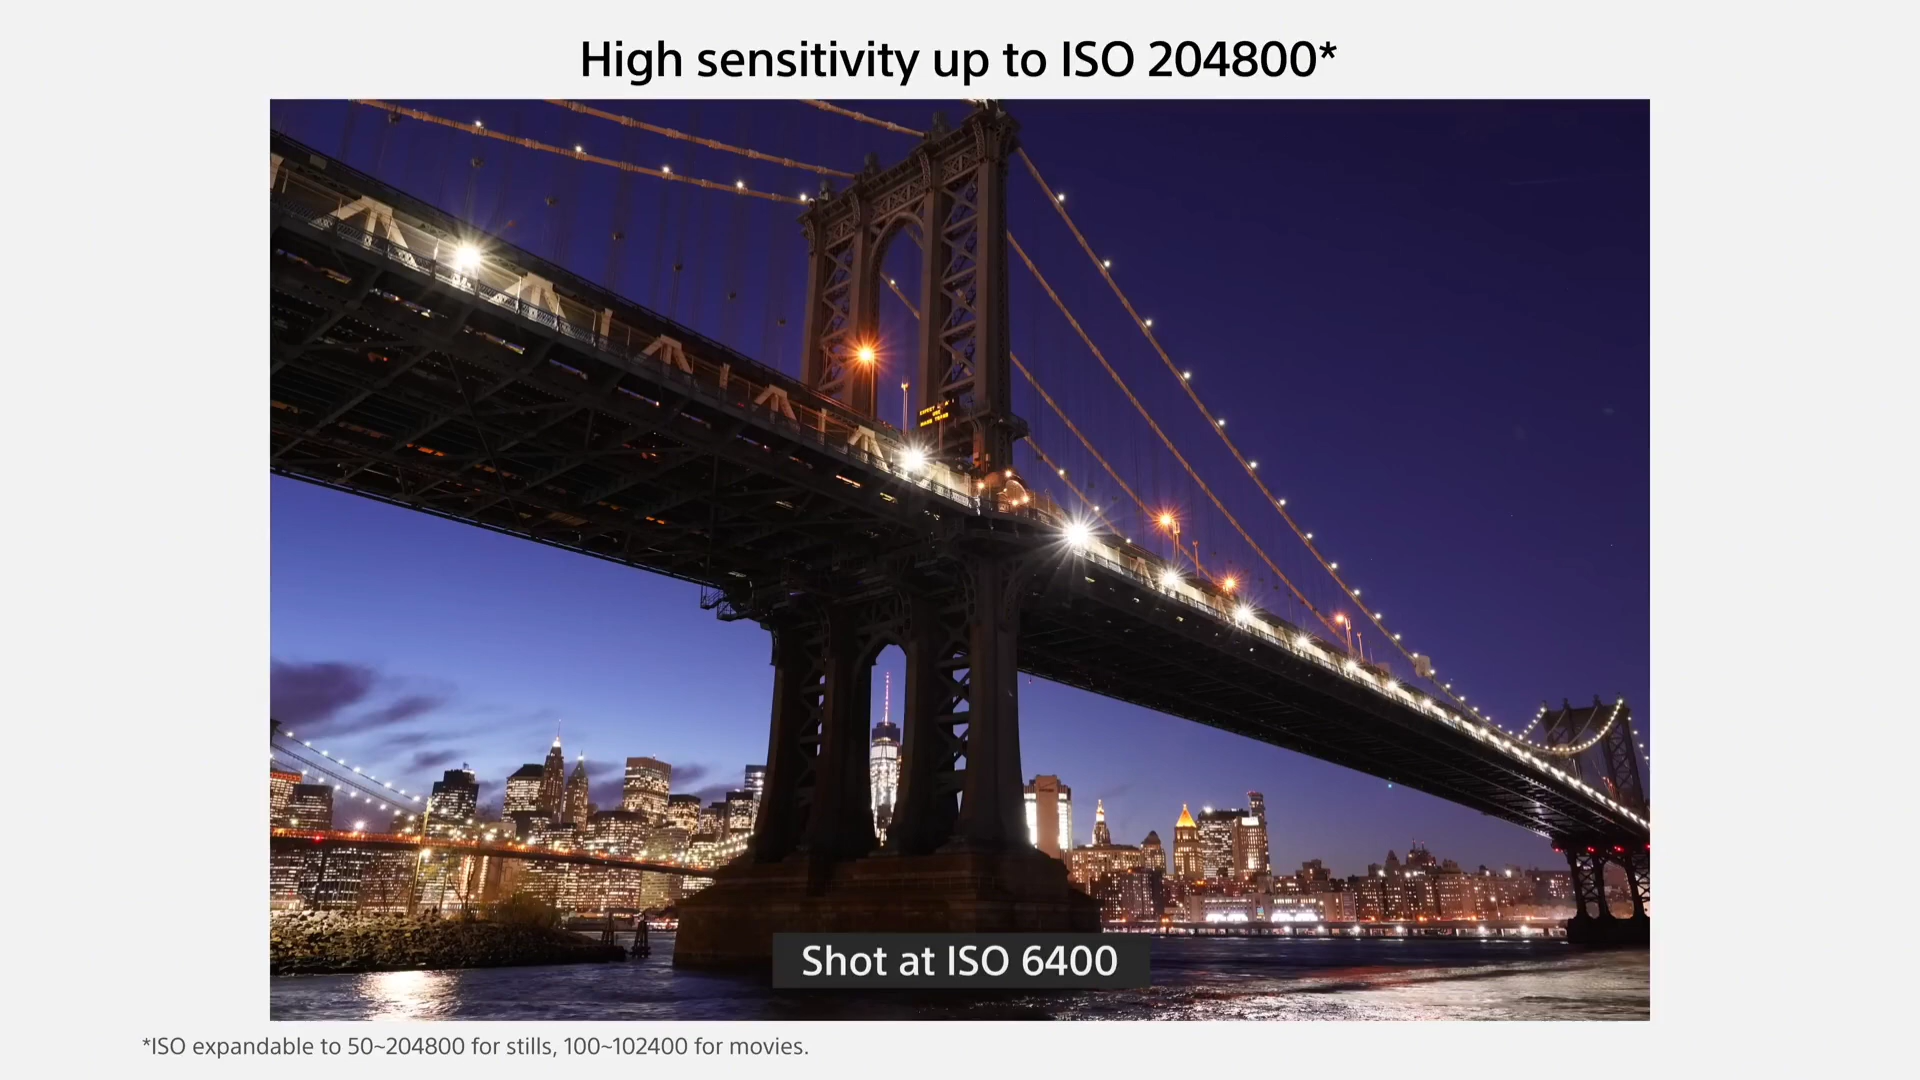 High sensitivity up to ISO 204800*
Shot at ISO 6400
*ISO expandable to 50~204800 for stills, 100~102400 for movies.